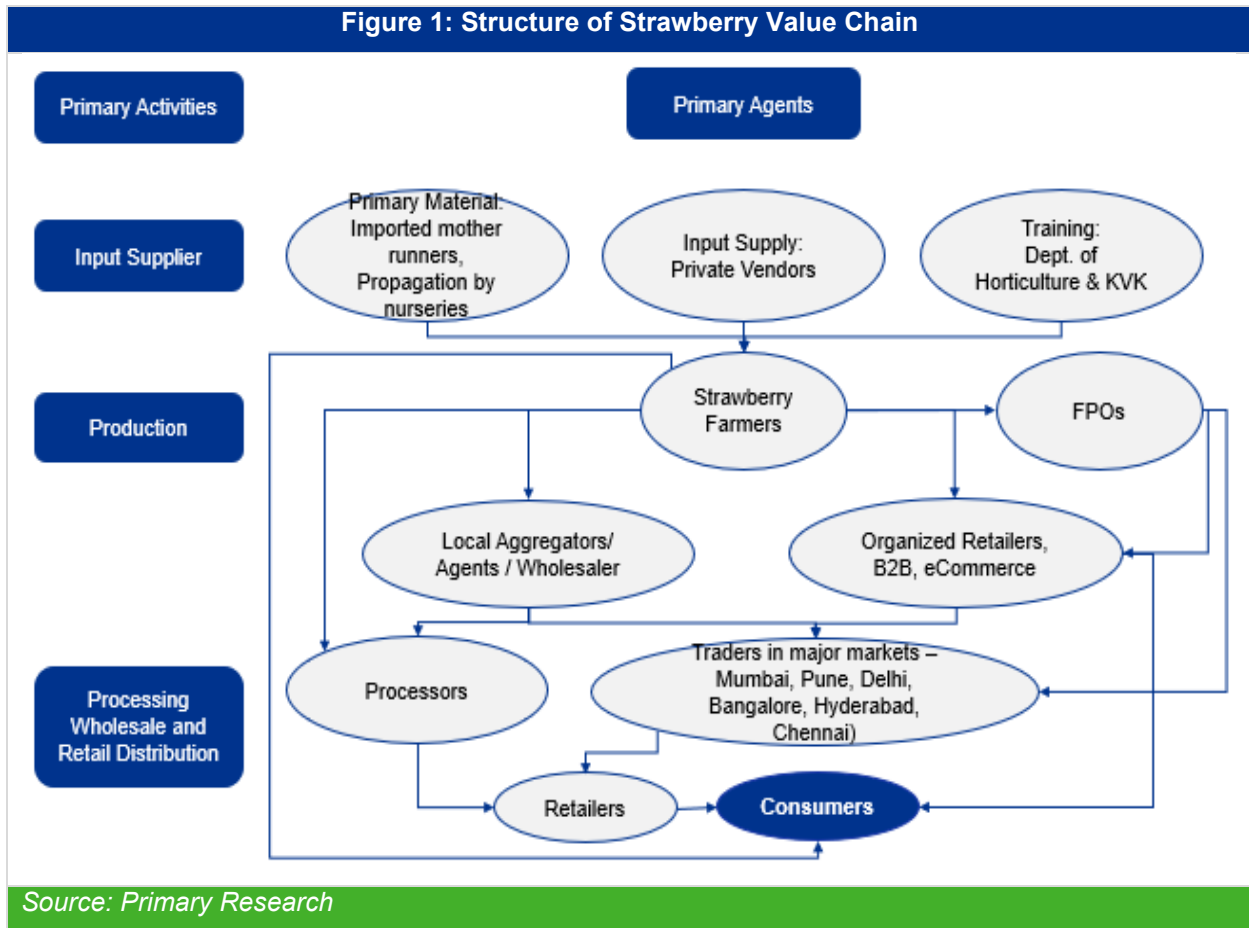 Figure 1: Structure of Strawberry Value Chain
Primary Activities
Primary Agents
Input Supplier
Primary Material:
Imported mother
runners,
Propagation by
nurseries
Input Supply:
Private Vendors
Training:
Dept. of
Horticulture & KVK
Production
Strawberry
Farmers
FPOs
Local Aggregators/
Agents / Wholesaler
Organized Retailers,
B2B, eCommerce
Processing
Wholesale and
Retail Distribution
Processors
Traders in major markets –
Mumbai, Pune, Delhi,
Bangalore, Hyderabad,
Chennai)
Retailers
Consumers
Source: Primary Research